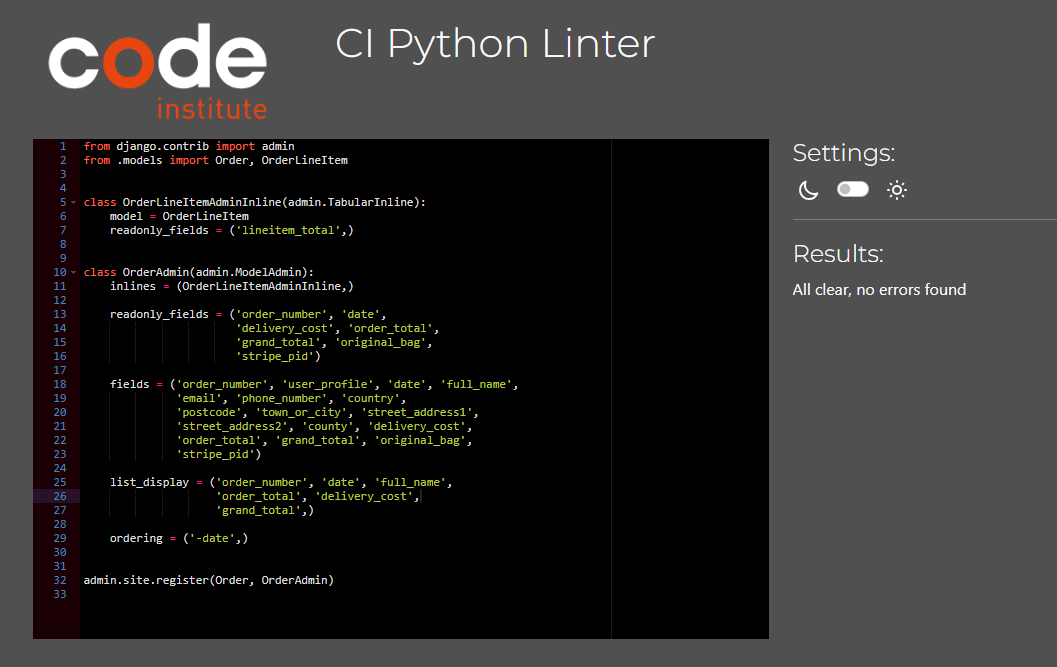 code
institute
CI Python Linter
1 from django.contrib import admin
2 from .models import Order, OrderLineItem
3
4
5 class OrderLineItemAdminInline(admin.TabularInline):
6     model = OrderLineItem
7     readonly_fields = ('lineitem_total',)
8
9
10 class OrderAdmin(admin.ModelAdmin):
11     inlines = (OrderLineItemAdminInline,)
12
13     readonly_fields = ('order_number', 'date',
14                        'delivery_cost', 'order_total',
15                        'grand_total', 'original_bag',
16                        'stripe_pid')
17
18     fields = ('order_number', 'user_profile', 'date', 'full_name',
19               'email', 'phone_number', 'country',
20               'postcode', 'town_or_city', 'street_address1',
21               'street_address2', 'county', 'delivery_cost',
22               'order_total', 'grand_total', 'original_bag',
23               'stripe_pid')
24
25     list_display = ('order_number', 'date', 'full_name',
26                     'order_total', 'delivery_cost',
27                     'grand_total',)
28
29     ordering = ('-date',)
30
31
32 admin.site.register(Order, OrderAdmin)
33
Settings:
Results:
All clear, no errors found